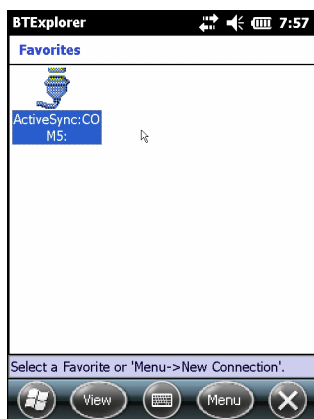 BTExplorer 7:57
Favorites
ActiveSync:CO
M5:
Select a Favorite or 'Menu->New Connection'.
View Menu